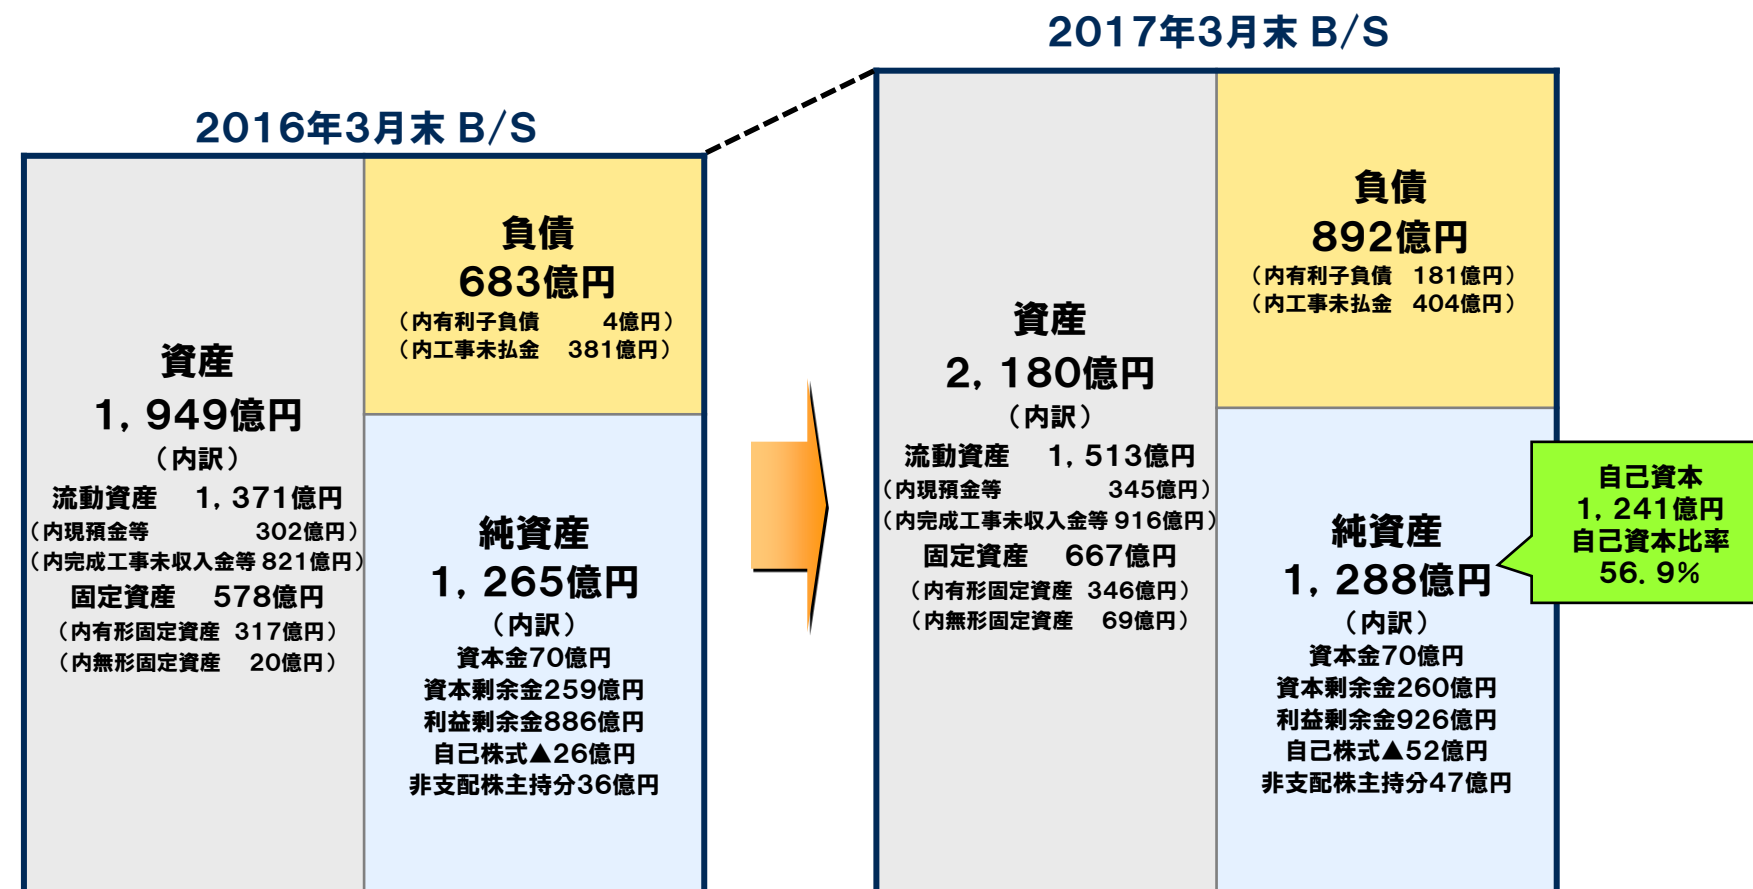 2016年3月末 B/S
資産
1, 949億円
（内訳）
流動資産 1, 371億円
（内現預金等 302億円）
（内完成工事未収入金等 821億円）
固定資産 578億円
（内有形固定資産 317億円）
（内無形固定資産 20億円）
負債
683億円
（内有利子負債 4億円）
（内工事未払金 381億円）
純資産
1, 265億円
（内訳）
資本金70億円
資本剰余金259億円
利益剰余金886億円
自己株式▲26億円
非支配株主持分36億円
2017年3月末 B/S
資産
2, 180億円
（内訳）
流動資産 1, 513億円
（内現預金等 345億円）
（内完成工事未収入金等 916億円）
固定資産 667億円
（内有形固定資産 346億円）
（内無形固定資産 69億円）
負債
892億円
（内有利子負債 181億円）
（内工事未払金 404億円）
純資産
1, 288億円
（内訳）
資本金70億円
資本剰余金260億円
利益剰余金926億円
自己株式▲52億円
非支配株主持分47億円
自己資本
1, 241億円
自己資本比率
56. 9%